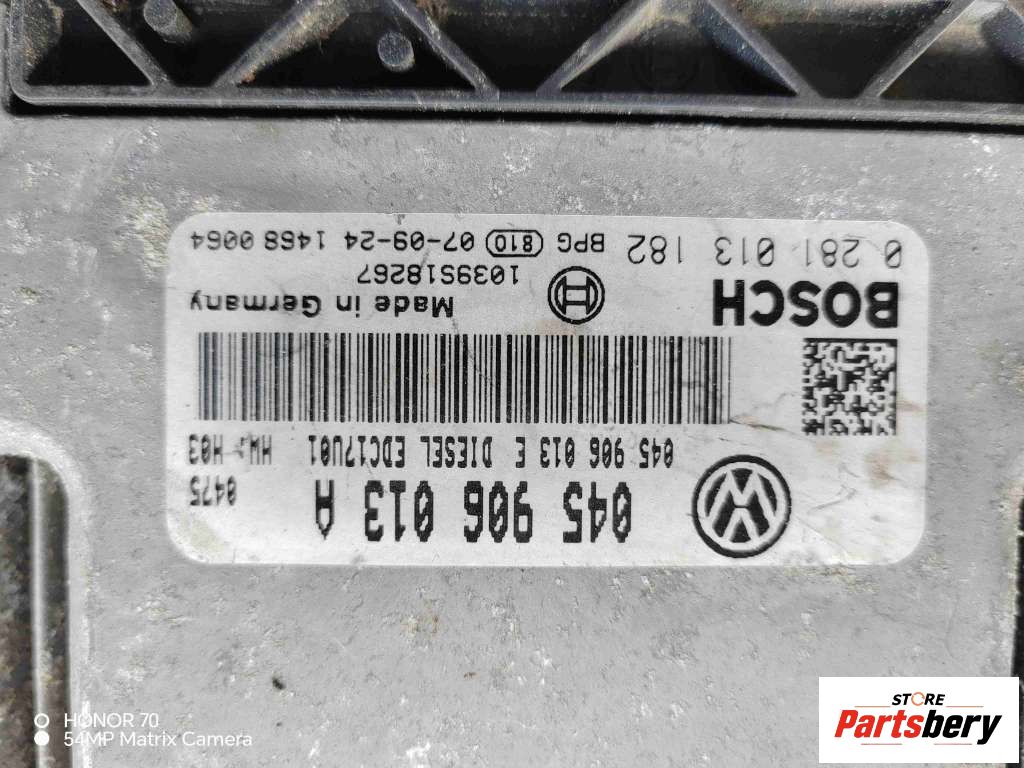 045 906 013 A
0475
045 906 013 E DIESEL EDC17U01 HW: H03
BOSCH
Made in Germany
1039S18267
0 281 013 182 BPG 810 07-09-24 1468 0064
HONOR 70
54MP Matrix Camera
STORE
Partsbery